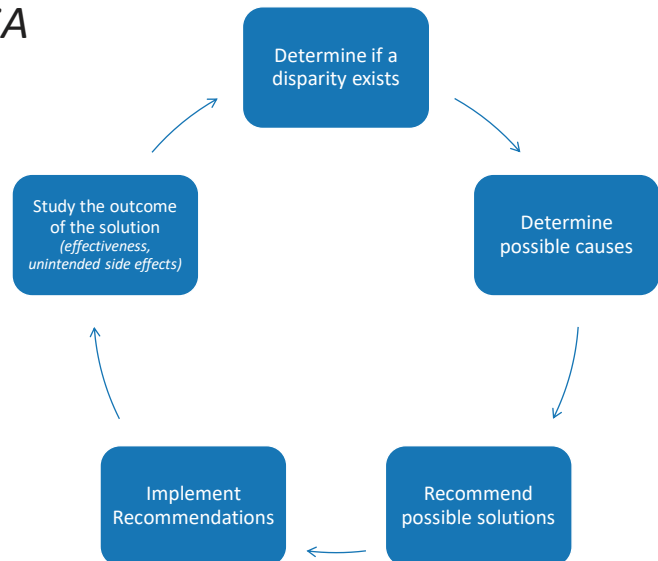 Determine if a
disparity exists
Determine
possible causes
Recommend
possible solutions
Implement
Recommendations
Study the outcome
of the solution
(effectiveness,
unintended side effects)